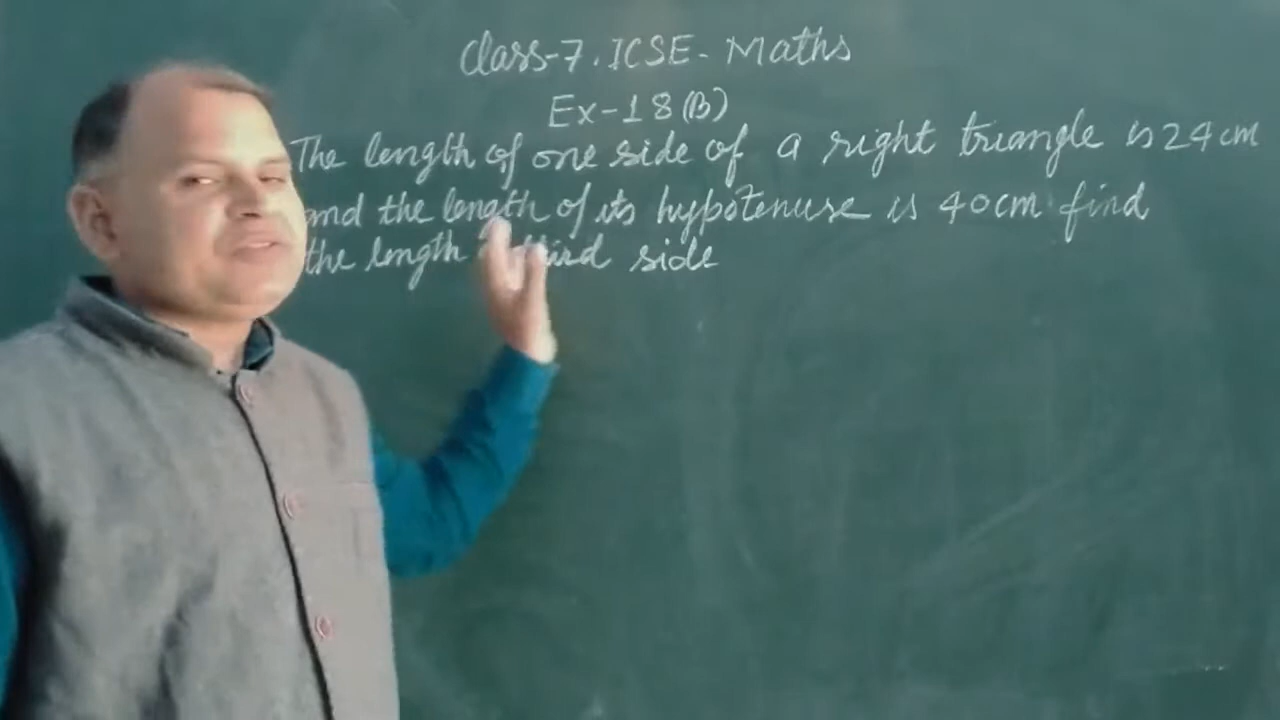 Class-7. ICSE- Maths
Ex-18(B)
The length of one side of a right triangle is 24 cm
and the length of its hypotenuse is 40cm find
the length third side